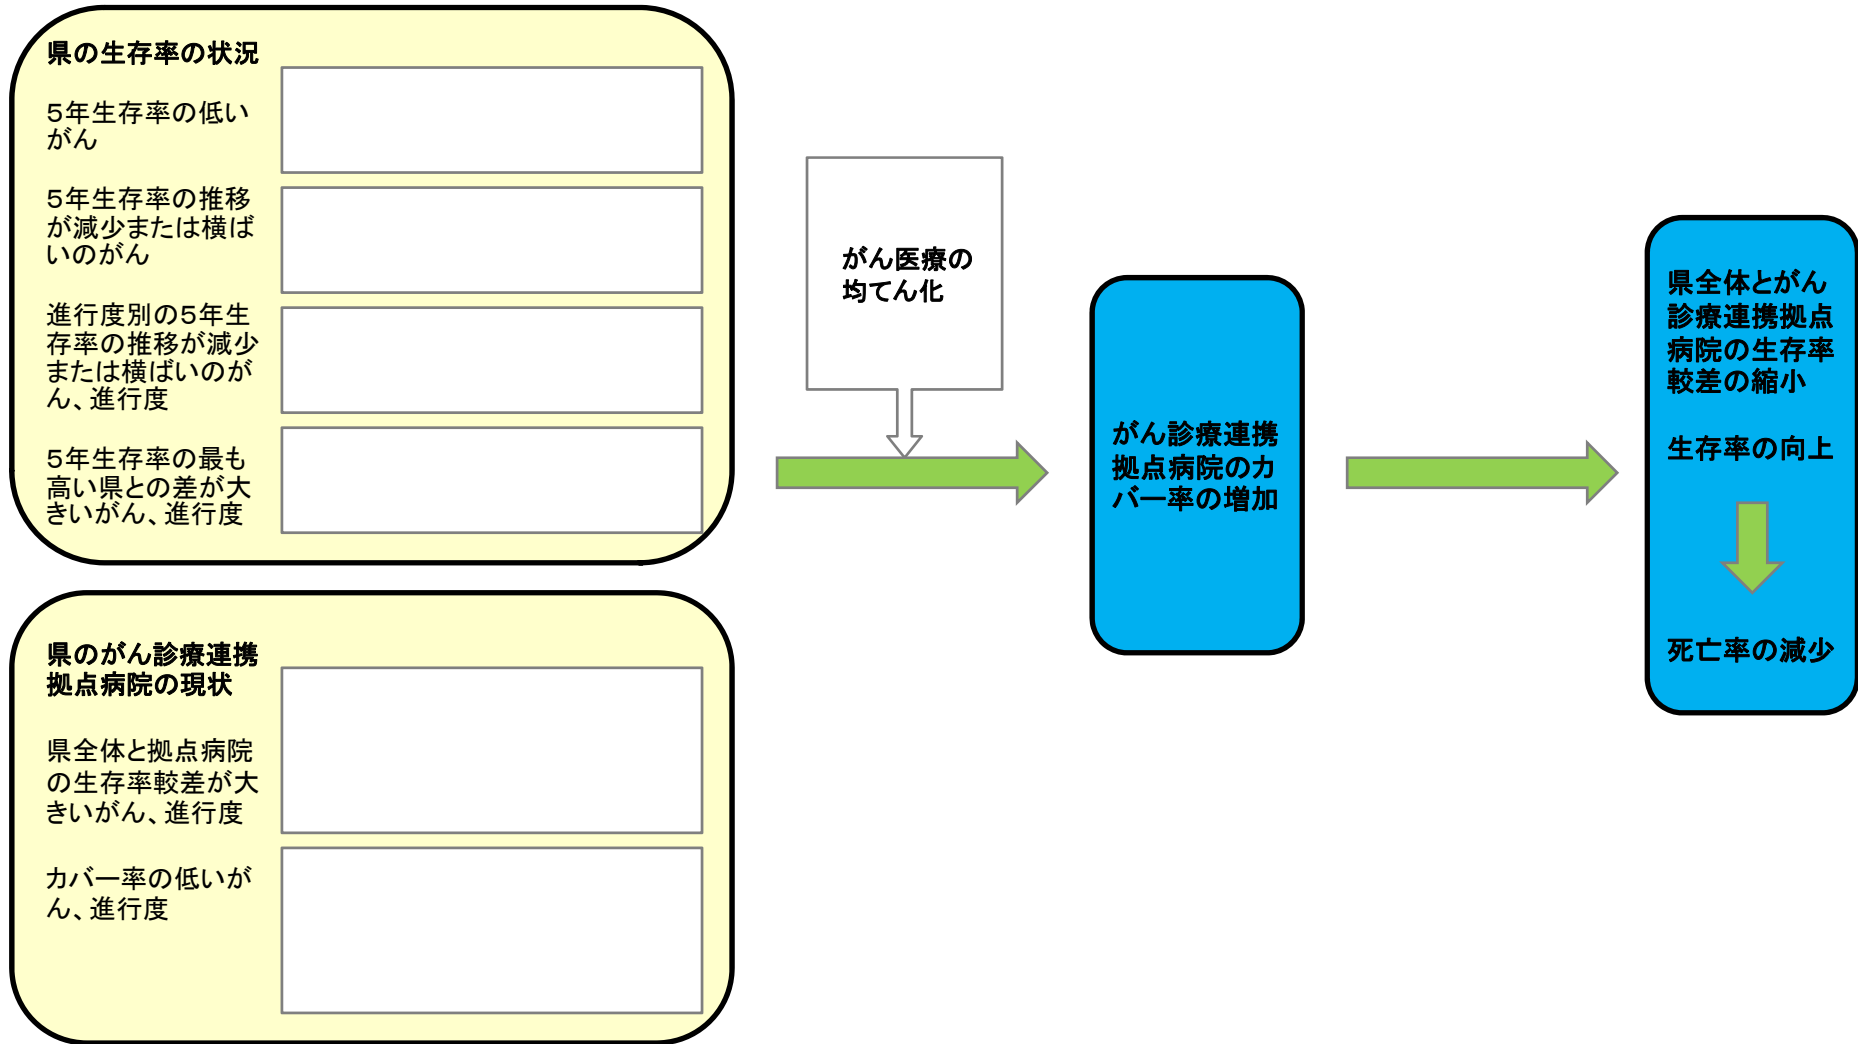 県の生存率の状況
5年生存率の低い
がん
5年生存率の推移
が減少または横ば
いのがん
進行度別の5年生
存率の推移が減少
または横ばいのが
ん、進行度
5年生存率の最も
高い県との差が大
きいがん、進行度
県のがん診療連携
拠点病院の現状
県全体と拠点病院
の生存率較差が大
きいがん、進行度
カバー率の低いが
ん、進行度
がん医療の
均てん化
がん診療連携
拠点病院のカ
バー率の増加
県全体とがん
診療連携拠点
病院の生存率
較差の縮小
生存率の向上
死亡率の減少